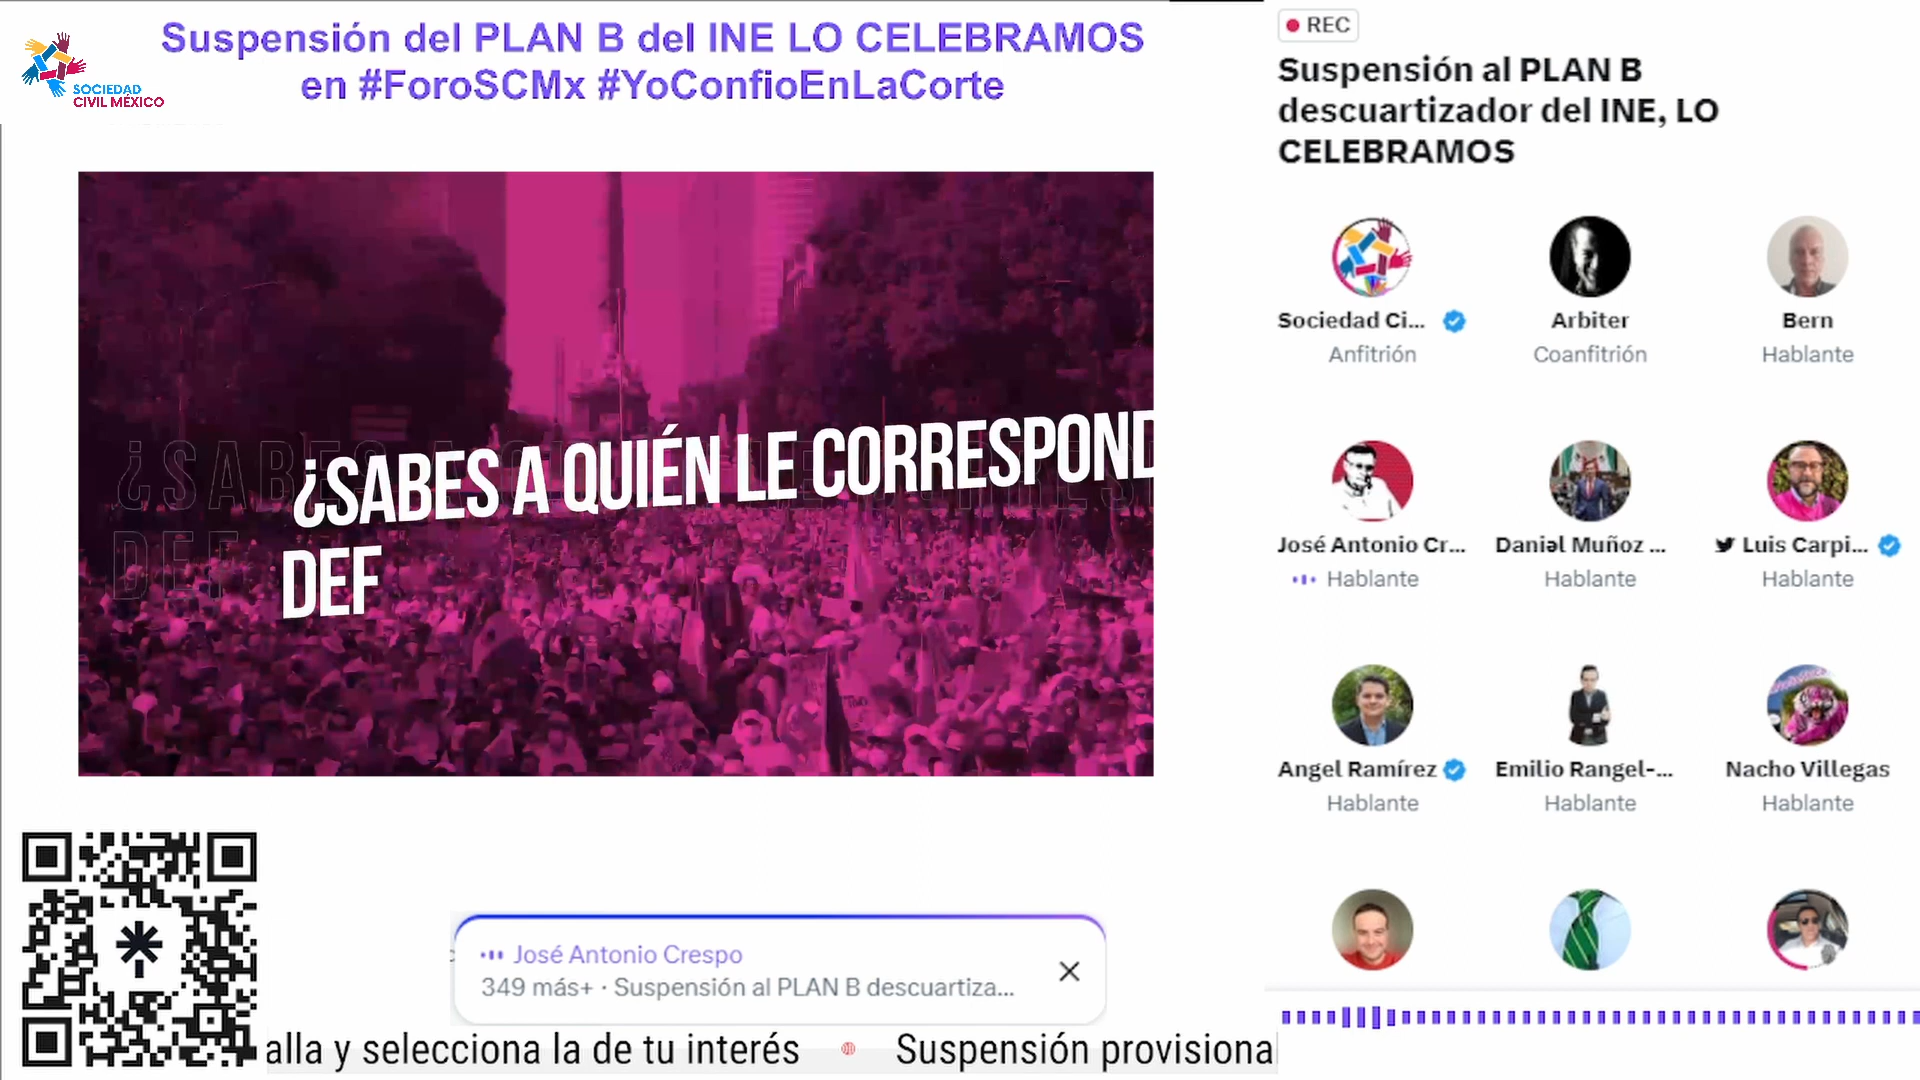 SOCIEDAD
CIVIL MÉXICO
Suspensión del PLAN B del INE LO CELEBRAMOS
en #ForoSCMx #YoConfioEnLaCorte
¿SABES A QUIÉN LE CORRESPOND
DEF
José Antonio Crespo
349 más+ · Suspensión al PLAN B descuartiza...
alla y selecciona la de tu interés
Suspensión provisiona
REC
Suspensión al PLAN B
descuartizador del INE, LO
CELEBRAMOS
Sociedad Ci...
Anfitrión
Arbiter
Coanfitrión
Bern
Hablante
José Antonio Cr...
Hablante
Daniəl Muñoz ...
Hablante
Luis Carpi...
Hablante
Angel Ramírez
Hablante
Emilio Rangel-...
Hablante
Nacho Villegas
Hablante